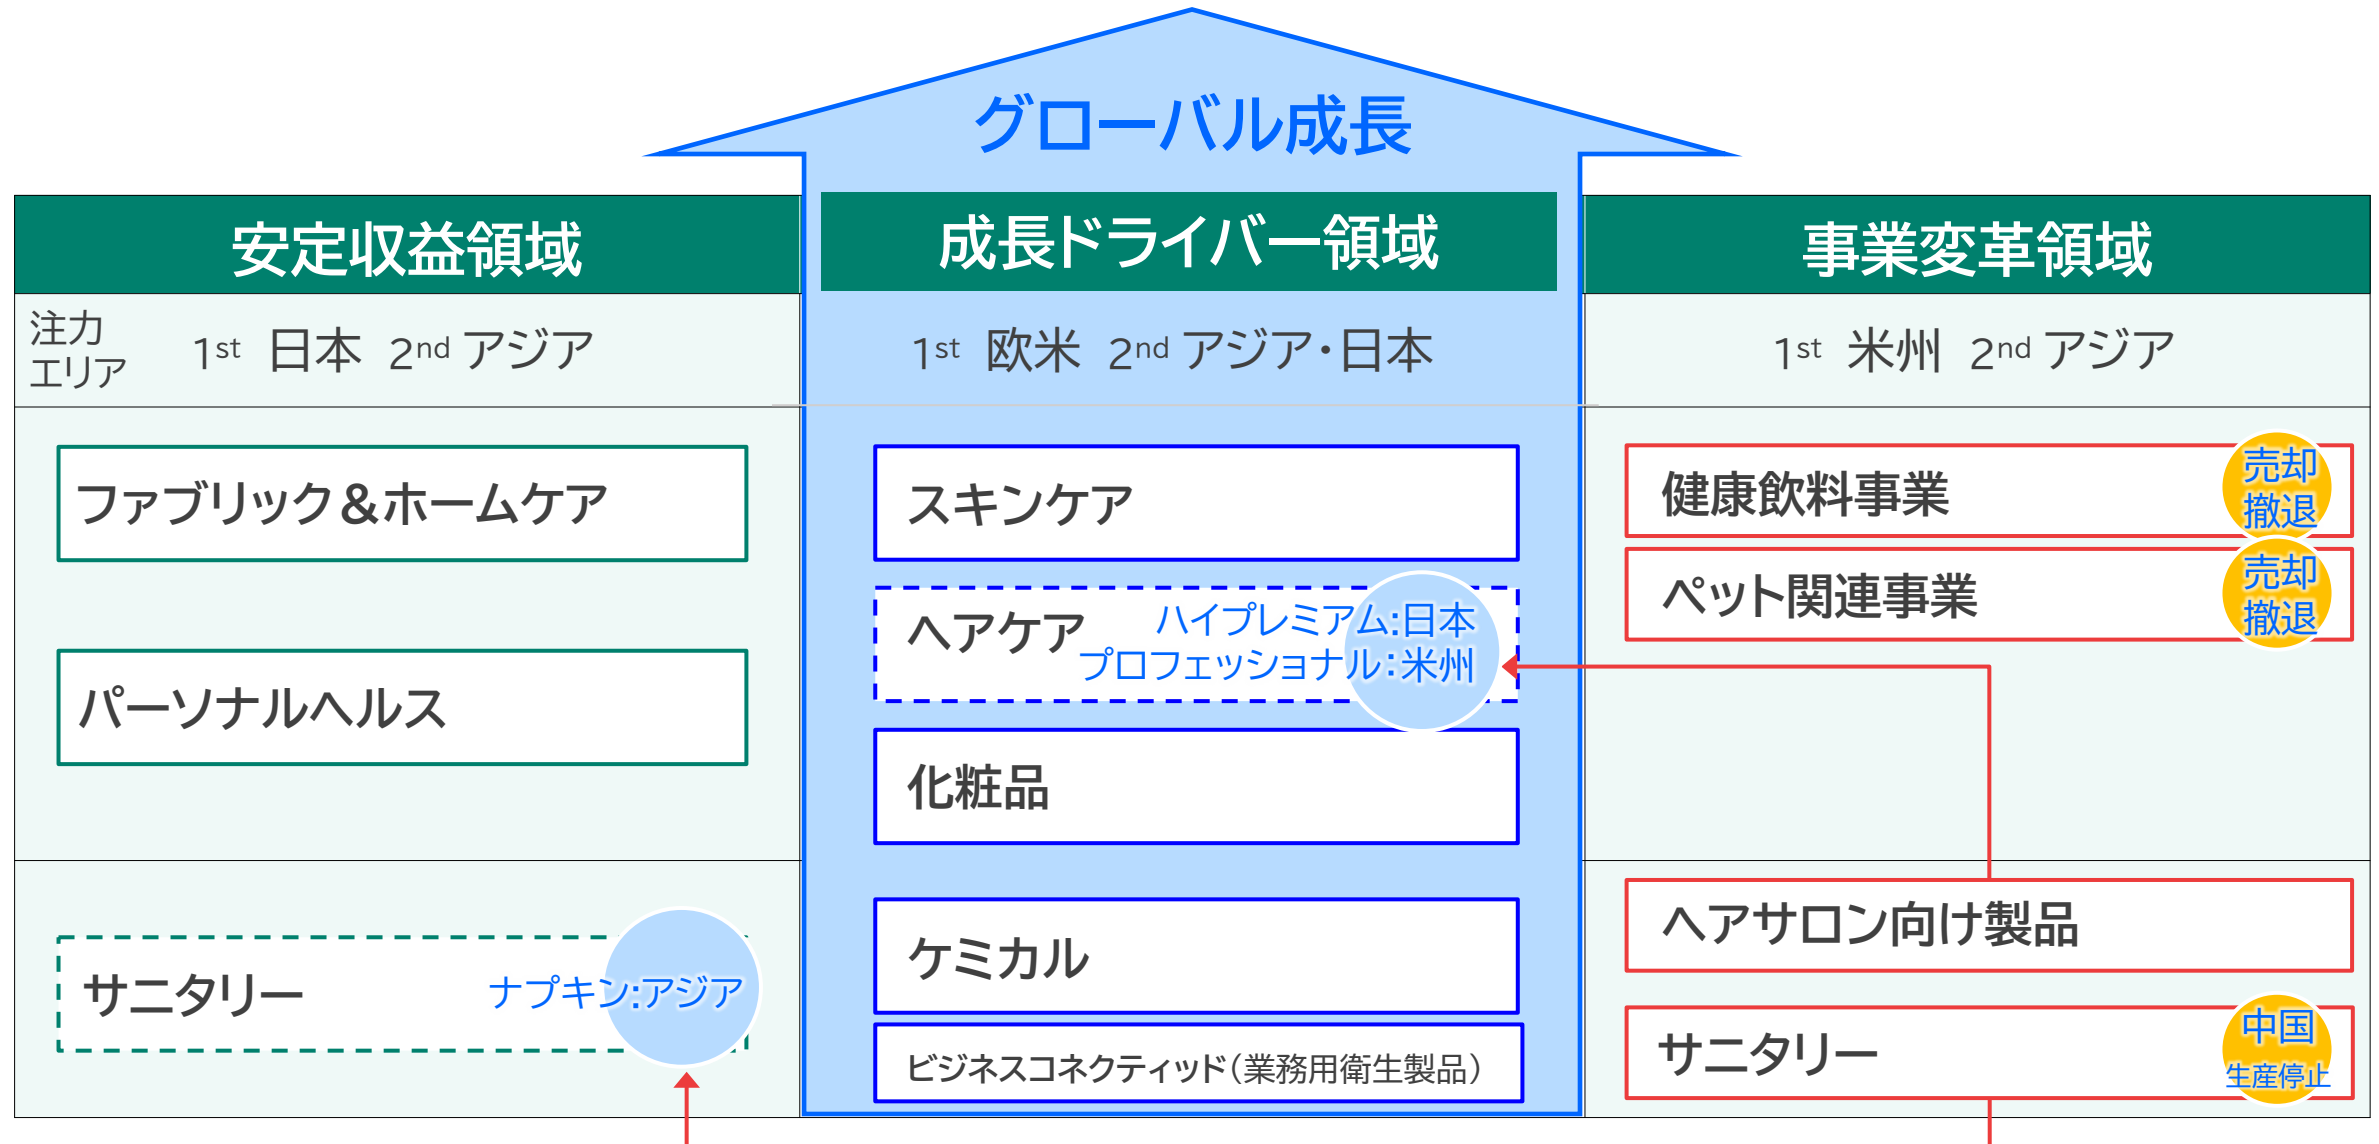 グローバル成長
安定収益領域
成長ドライバー領域
事業変革領域
注力
エリア
1st 日本 2nd アジア
1st 欧米 2nd アジア・日本
1st 米州 2nd アジア
ファブリック＆ホームケア
パーソナルヘルス
サニタリー
ナプキン：アジア
スキンケア
ヘアケア
ハイプレミアム：日本
プロフェッショナル：米州
化粧品
ケミカル
ビジネスコネクティッド（業務用衛生製品）
健康飲料事業
売却
撤退
ペット関連事業
売却
撤退
ヘアサロン向け製品
サニタリー
中国
生産停止